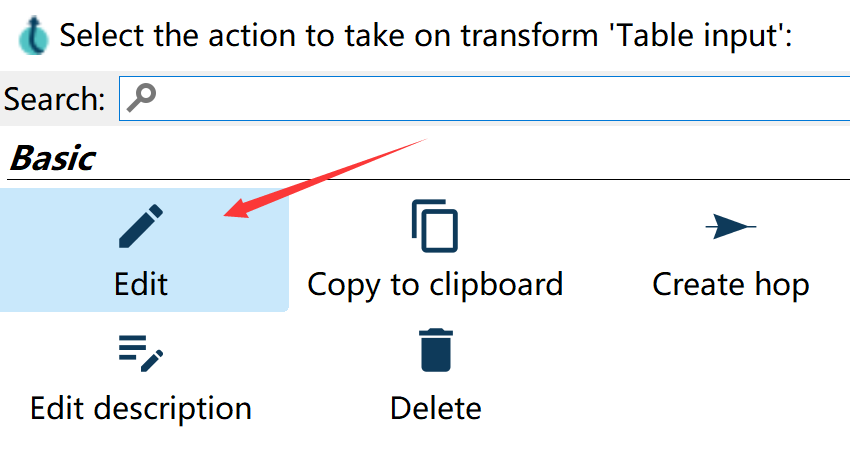 Select the action to take on transform 'Table input':
Search:
Basic
Edit
Copy to clipboard
Create hop
Edit description
Delete